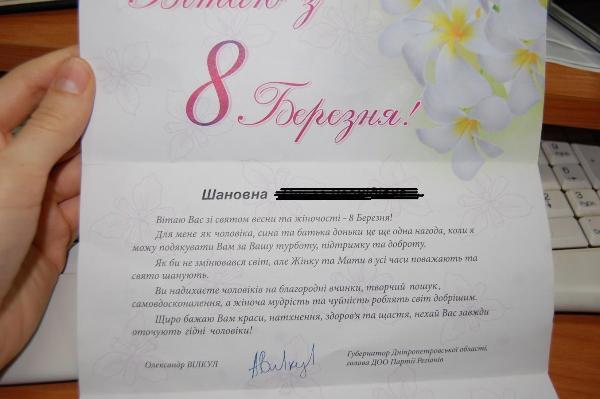 Вітаю з
8 Березня!
Шановна
Вітаю Вас зі святом весни та жіночості - 8 Березня!
Для мене як чоловіка, сина та батька доньки це ще одна нагода, коли я
можу подякувати Вам за Вашу турботу, підтримку та доброту.
Як би не змінювався світ, але Жінку та Мати в усі часи поважають та
свято шанують.
Ви надихаєте чоловіків на благородні вчинки, творчий пошук,
самовдосконалення, а жіноча мудрість та чуйність роблять світ добрішим.
Щиро бажаю Вам краси, натхнення, здоров'я та щастя, нехай Вас завжди
оточують гідні чоловіки!
Олександр ВІЛКУЛ
АВілкул
Губернатор Дніпропетровської області,
голова ДОО Партії Регіонів